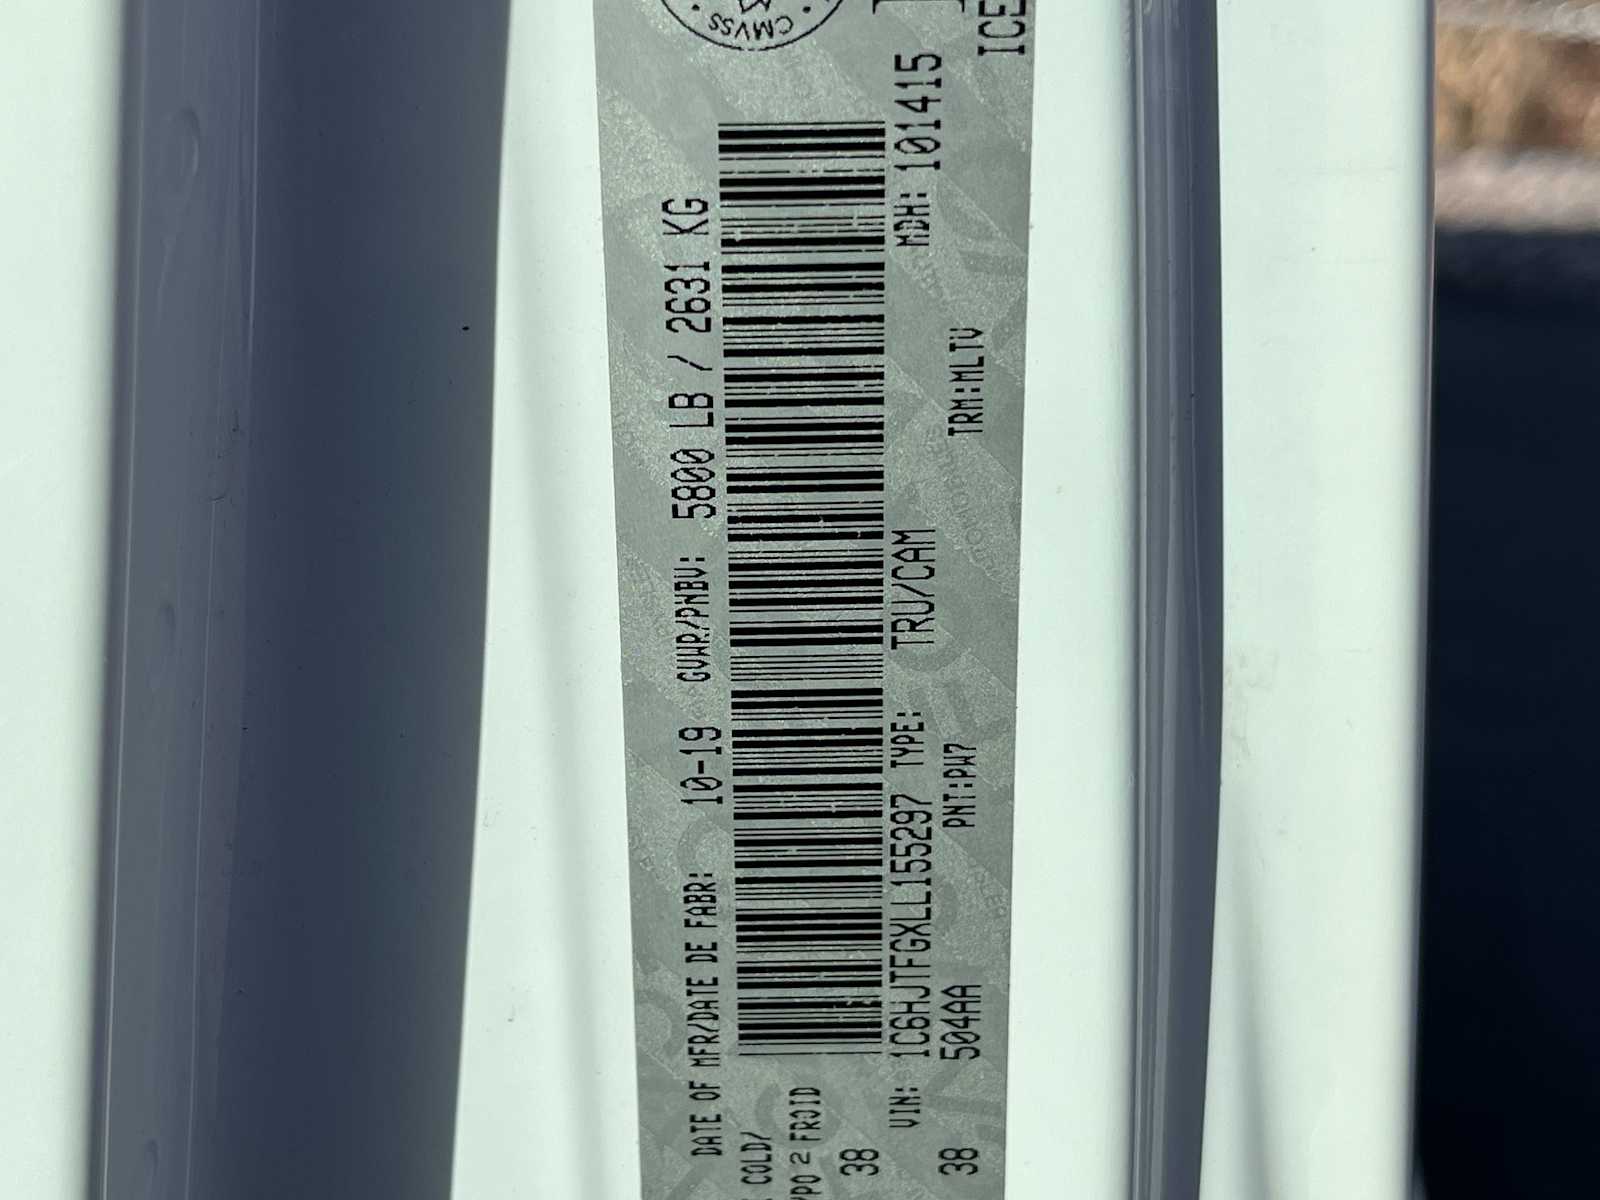 CMVSS
ICE
DATE OF MFR/DATE DE FABR: 10-19 GVWR/PNBV: 5800 LB / 2631 KG
COLD/
2 FROID
38
VIN: 1C6HJTFGXLL155297 TYPE: TRU/CAM MDH: 101415
38 504AA PNT:PW7 TRM:MLTV